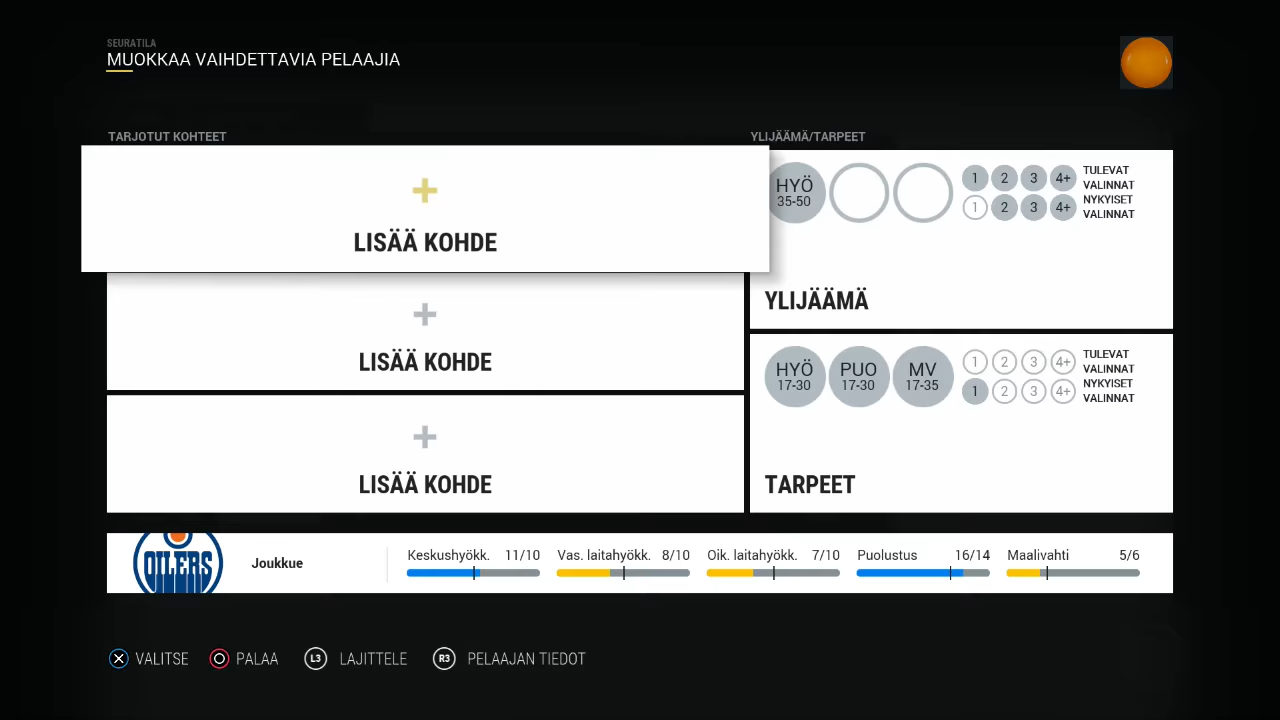 SEURATILA
MUOKKAA VAIHDETTAVIA PELAAJIA
TARJOTUT KOHTEET
+
LISÄÄ KOHDE
+
LISÄÄ KOHDE
+
LISÄÄ KOHDE
YLIJÄÄMÄ/TARPEET
HYÖ
35-50
1 2 3 4+ TULEVAT VALINNAT
1 2 3 4+ NYKYISET VALINNAT
YLIJÄÄMÄ
HYÖ
17-30
PUO
17-30
MV
17-35
1 2 3 4+ TULEVAT VALINNAT
1 2 3 4+ NYKYISET VALINNAT
TARPEET
OILERS
Joukkue
Keskushyökk. 11/10
Vas. laitahyökk. 8/10
Oik. laitahyökk. 7/10
Puolustus 16/14
Maalivahti 5/6
VALITSE
PALAA
L3 LAJITTELE
R3 PELAAJAN TIEDOT